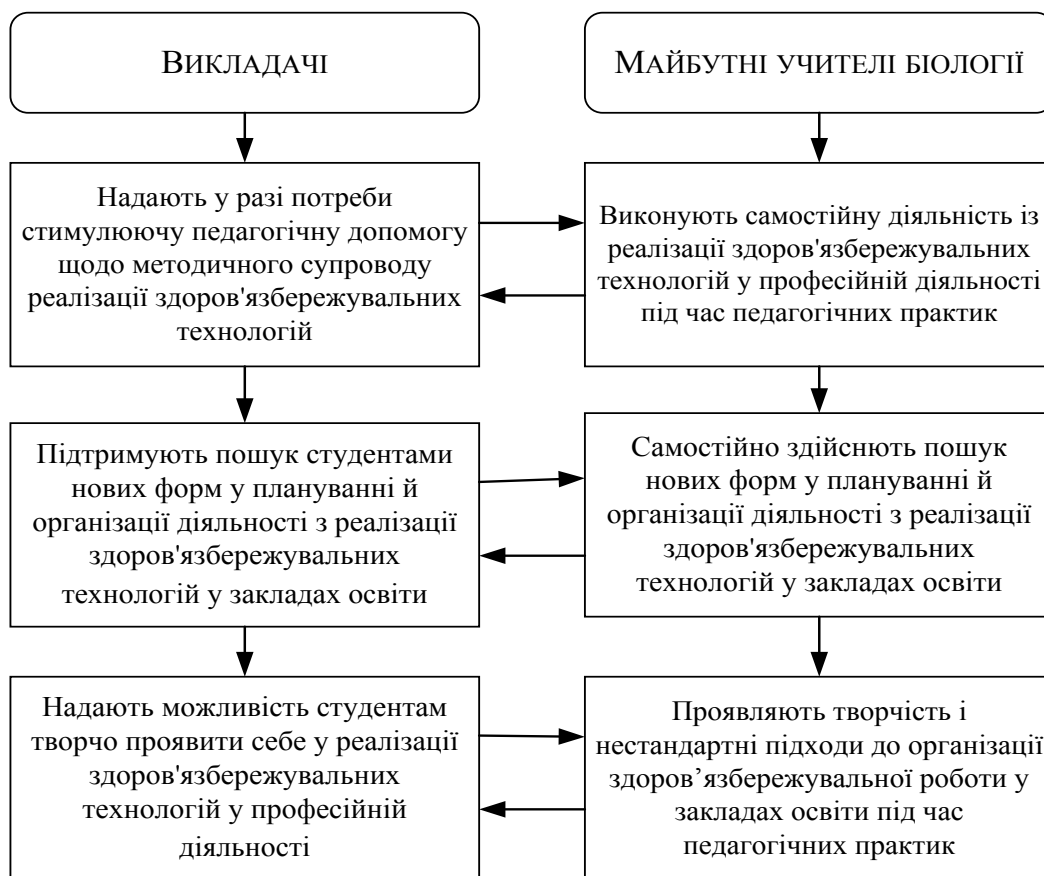 ВИКЛАДАЧІ
МАЙБУТНІ УЧИТЕЛІ БІОЛОГІЇ
Надають у разі потреби
стимулюючу педагогічну допомогу
щодо методичного супроводу
реалізації здоров'язбережувальних
технологій
Виконують самостійну діяльність із
реалізації здоров'язбережувальних
технологій у професійній діяльності
під час педагогічних практик
Підтримують пошук студентами
нових форм у плануванні й
організації діяльності з реалізації
здоров'язбережувальних
технологій у закладах освіти
Самостійно здійснють пошук
нових форм у плануванні й
організації діяльності з реалізації
здоров'язбережувальних
технологій у закладах освіти
Надають можливість студентам
творчо проявити себе у реалізації
здоров'язбережувальних
технологій у професійній
діяльності
Проявляють творчість і
нестандартні підходи до організації
здоров’язбережувальної роботи у
закладах освіти під час
педагогічних практик